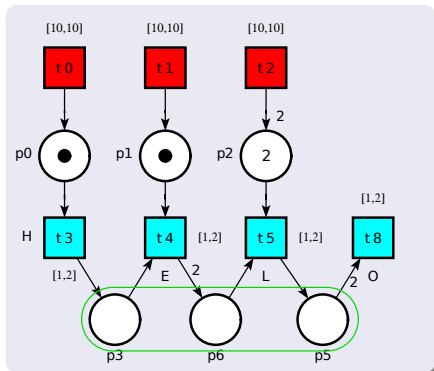 [10,10] [10,10] [10,10]
t0 t1 t2
2
p0 p1 p2 2
[1,2]
H t3 t4 [1,2] t5 [1,2] t8
[1,2] E 2 L 2 O
p3 p6 p5